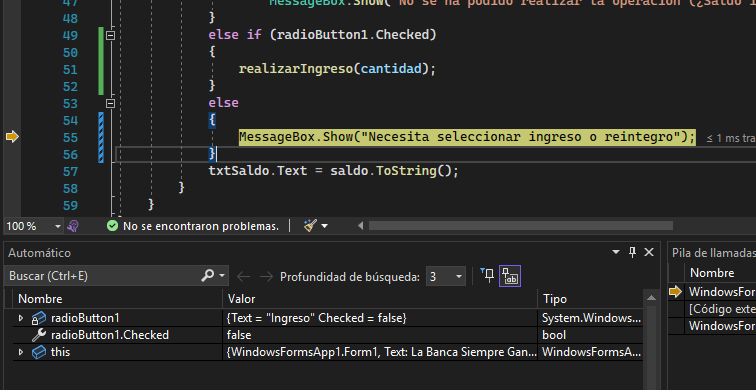 47 MessageBox.Show("No se ha podido realizar la operación (¿Saldo i
48 }
49 else if (radioButton1.Checked)
50 {
51 realizarIngreso(cantidad);
52 }
53 else
54 {
55 MessageBox.Show("Necesita seleccionar ingreso o reintegro"); ≤ 1 ms tra
56 }
57 txtSaldo.Text = saldo.ToString();
58 }
59 }
100 % No se encontraron problemas.
Automático
Buscar (Ctrl+E) Profundidad de búsqueda: 3
Nombre Valor Tipo
radioButton1 {Text = "Ingreso" Checked = false} System.Windows...
radioButton1.Checked false bool
this {WindowsFormsApp1.Form1, Text: La Banca Siempre Gan... WindowsFormsA...
Pila de llamadas
Nombre
WindowsFor
[Código exte
WindowsFor